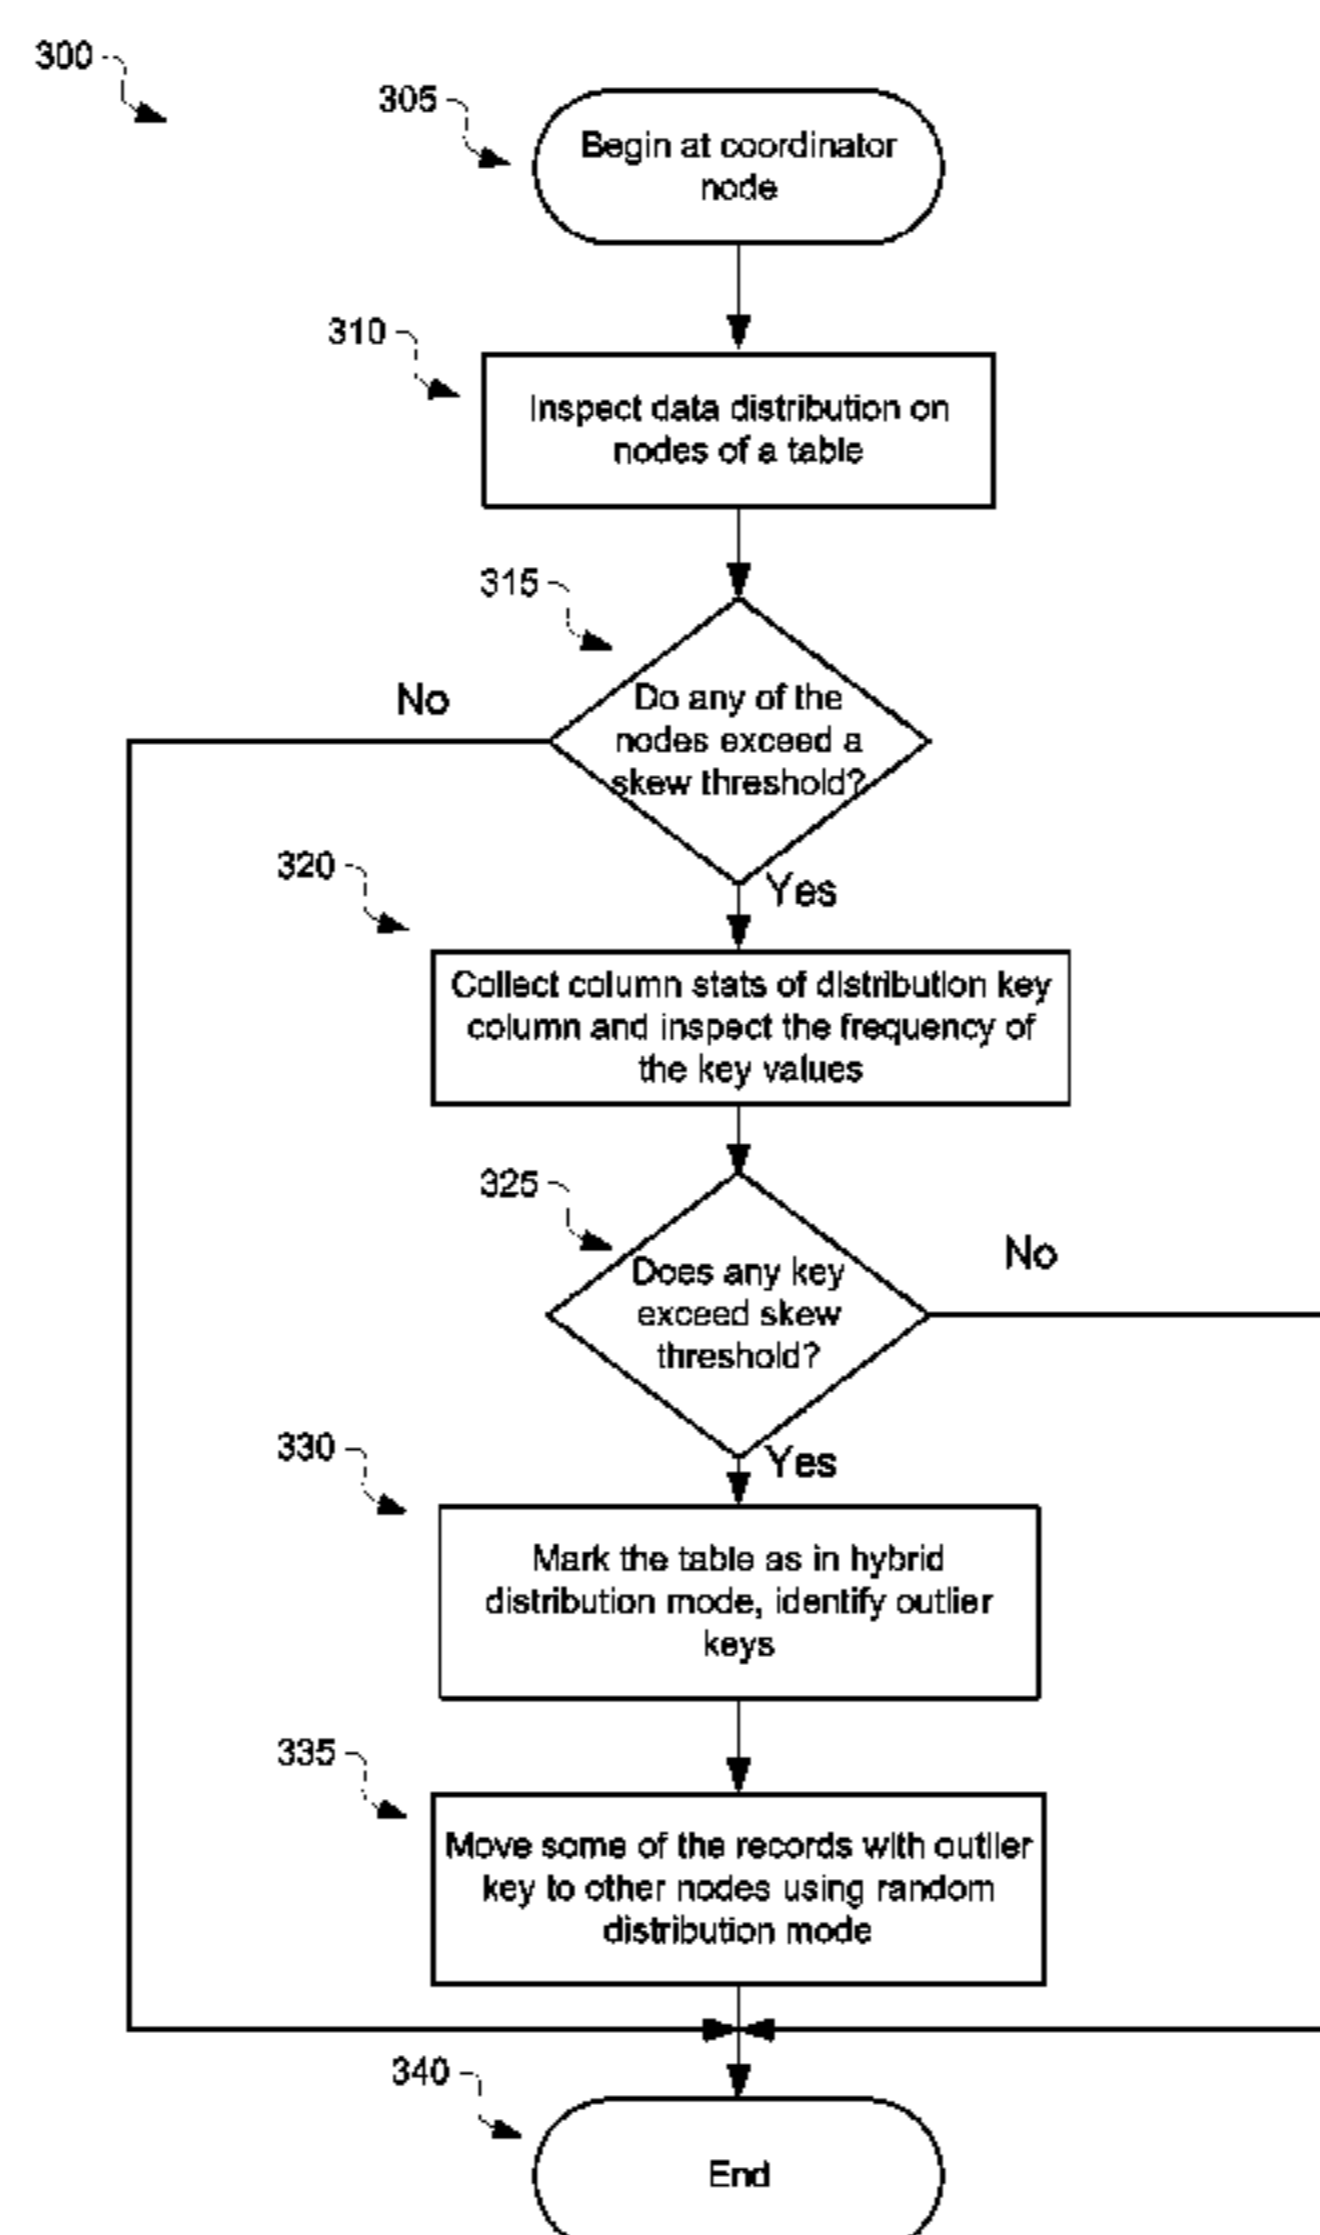 300
305
Begin at coordinator
node
310
Inspect data distribution on
nodes of a table
315
No
Do any of the
nodes exceed a
skew threshold?
320
Yes
Collect column stats of distribution key
column and inspect the frequency of
the key values
325
No
Does any key
exceed skew
threshold?
330
Yes
Mark the table as in hybrid
distribution mode, identify outlier
keys
335
Move some of the records with outlier
key to other nodes using random
distribution mode
340
End